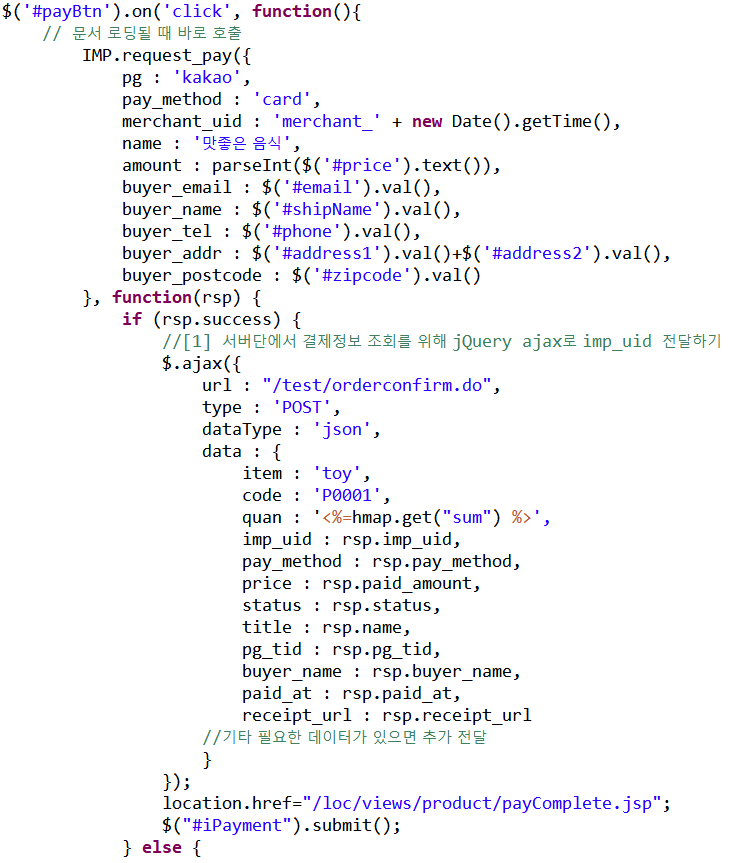 $('#payBtn').on('click', function(){
// 문서 로딩될 때 바로 호출
IMP.request_pay({
pg : 'kakao',
pay_method : 'card',
merchant_uid : 'merchant_' + new Date().getTime(),
name : '맛좋은 음식',
amount : parseInt($('#price').text()),
buyer_email : $('#email').val(),
buyer_name : $('#shipName').val(),
buyer_tel : $('#phone').val(),
buyer_addr : $('#address1').val()+$('#address2').val(),
buyer_postcode : $('#zipcode').val()
}, function(rsp) {
if (rsp.success) {
//[1] 서버단에서 결제정보 조회를 위해 jQuery ajax로 imp_uid 전달하기
$.ajax({
url : "/test/orderconfirm.do",
type : 'POST',
dataType : 'json',
data : {
item : 'toy',
code : 'P0001',
quan : '<%=hmap.get("sum") %>',
imp_uid : rsp.imp_uid,
pay_method : rsp.pay_method,
price : rsp.paid_amount,
status : rsp.status,
title : rsp.name,
pg_tid : rsp.pg_tid,
buyer_name : rsp.buyer_name,
paid_at : rsp.paid_at,
receipt_url : rsp.receipt_url
//기타 필요한 데이터가 있으면 추가 전달
}
});
location.href="/loc/views/product/payComplete.jsp";
$("#iPayment").submit();
} else {